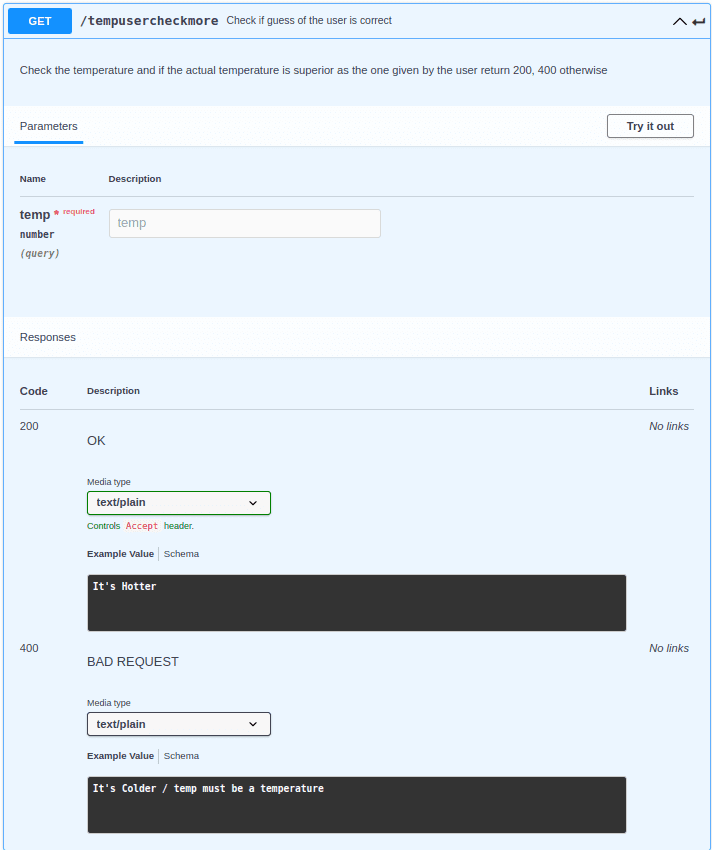 GET /tempusercheckmore Check if guess of the user is correct
Check the temperature and if the actual temperature is superior as the one given by the user return 200, 400 otherwise
Parameters
Try it out
Name Description
temp * required
number
(query)
temp
Responses
Code Description Links
200
OK
No links
Media type
text/plain
Controls Accept header.
Example Value Schema
It's Hotter
400
BAD REQUEST
No links
Media type
text/plain
Example Value Schema
It's Colder / temp must be a temperature